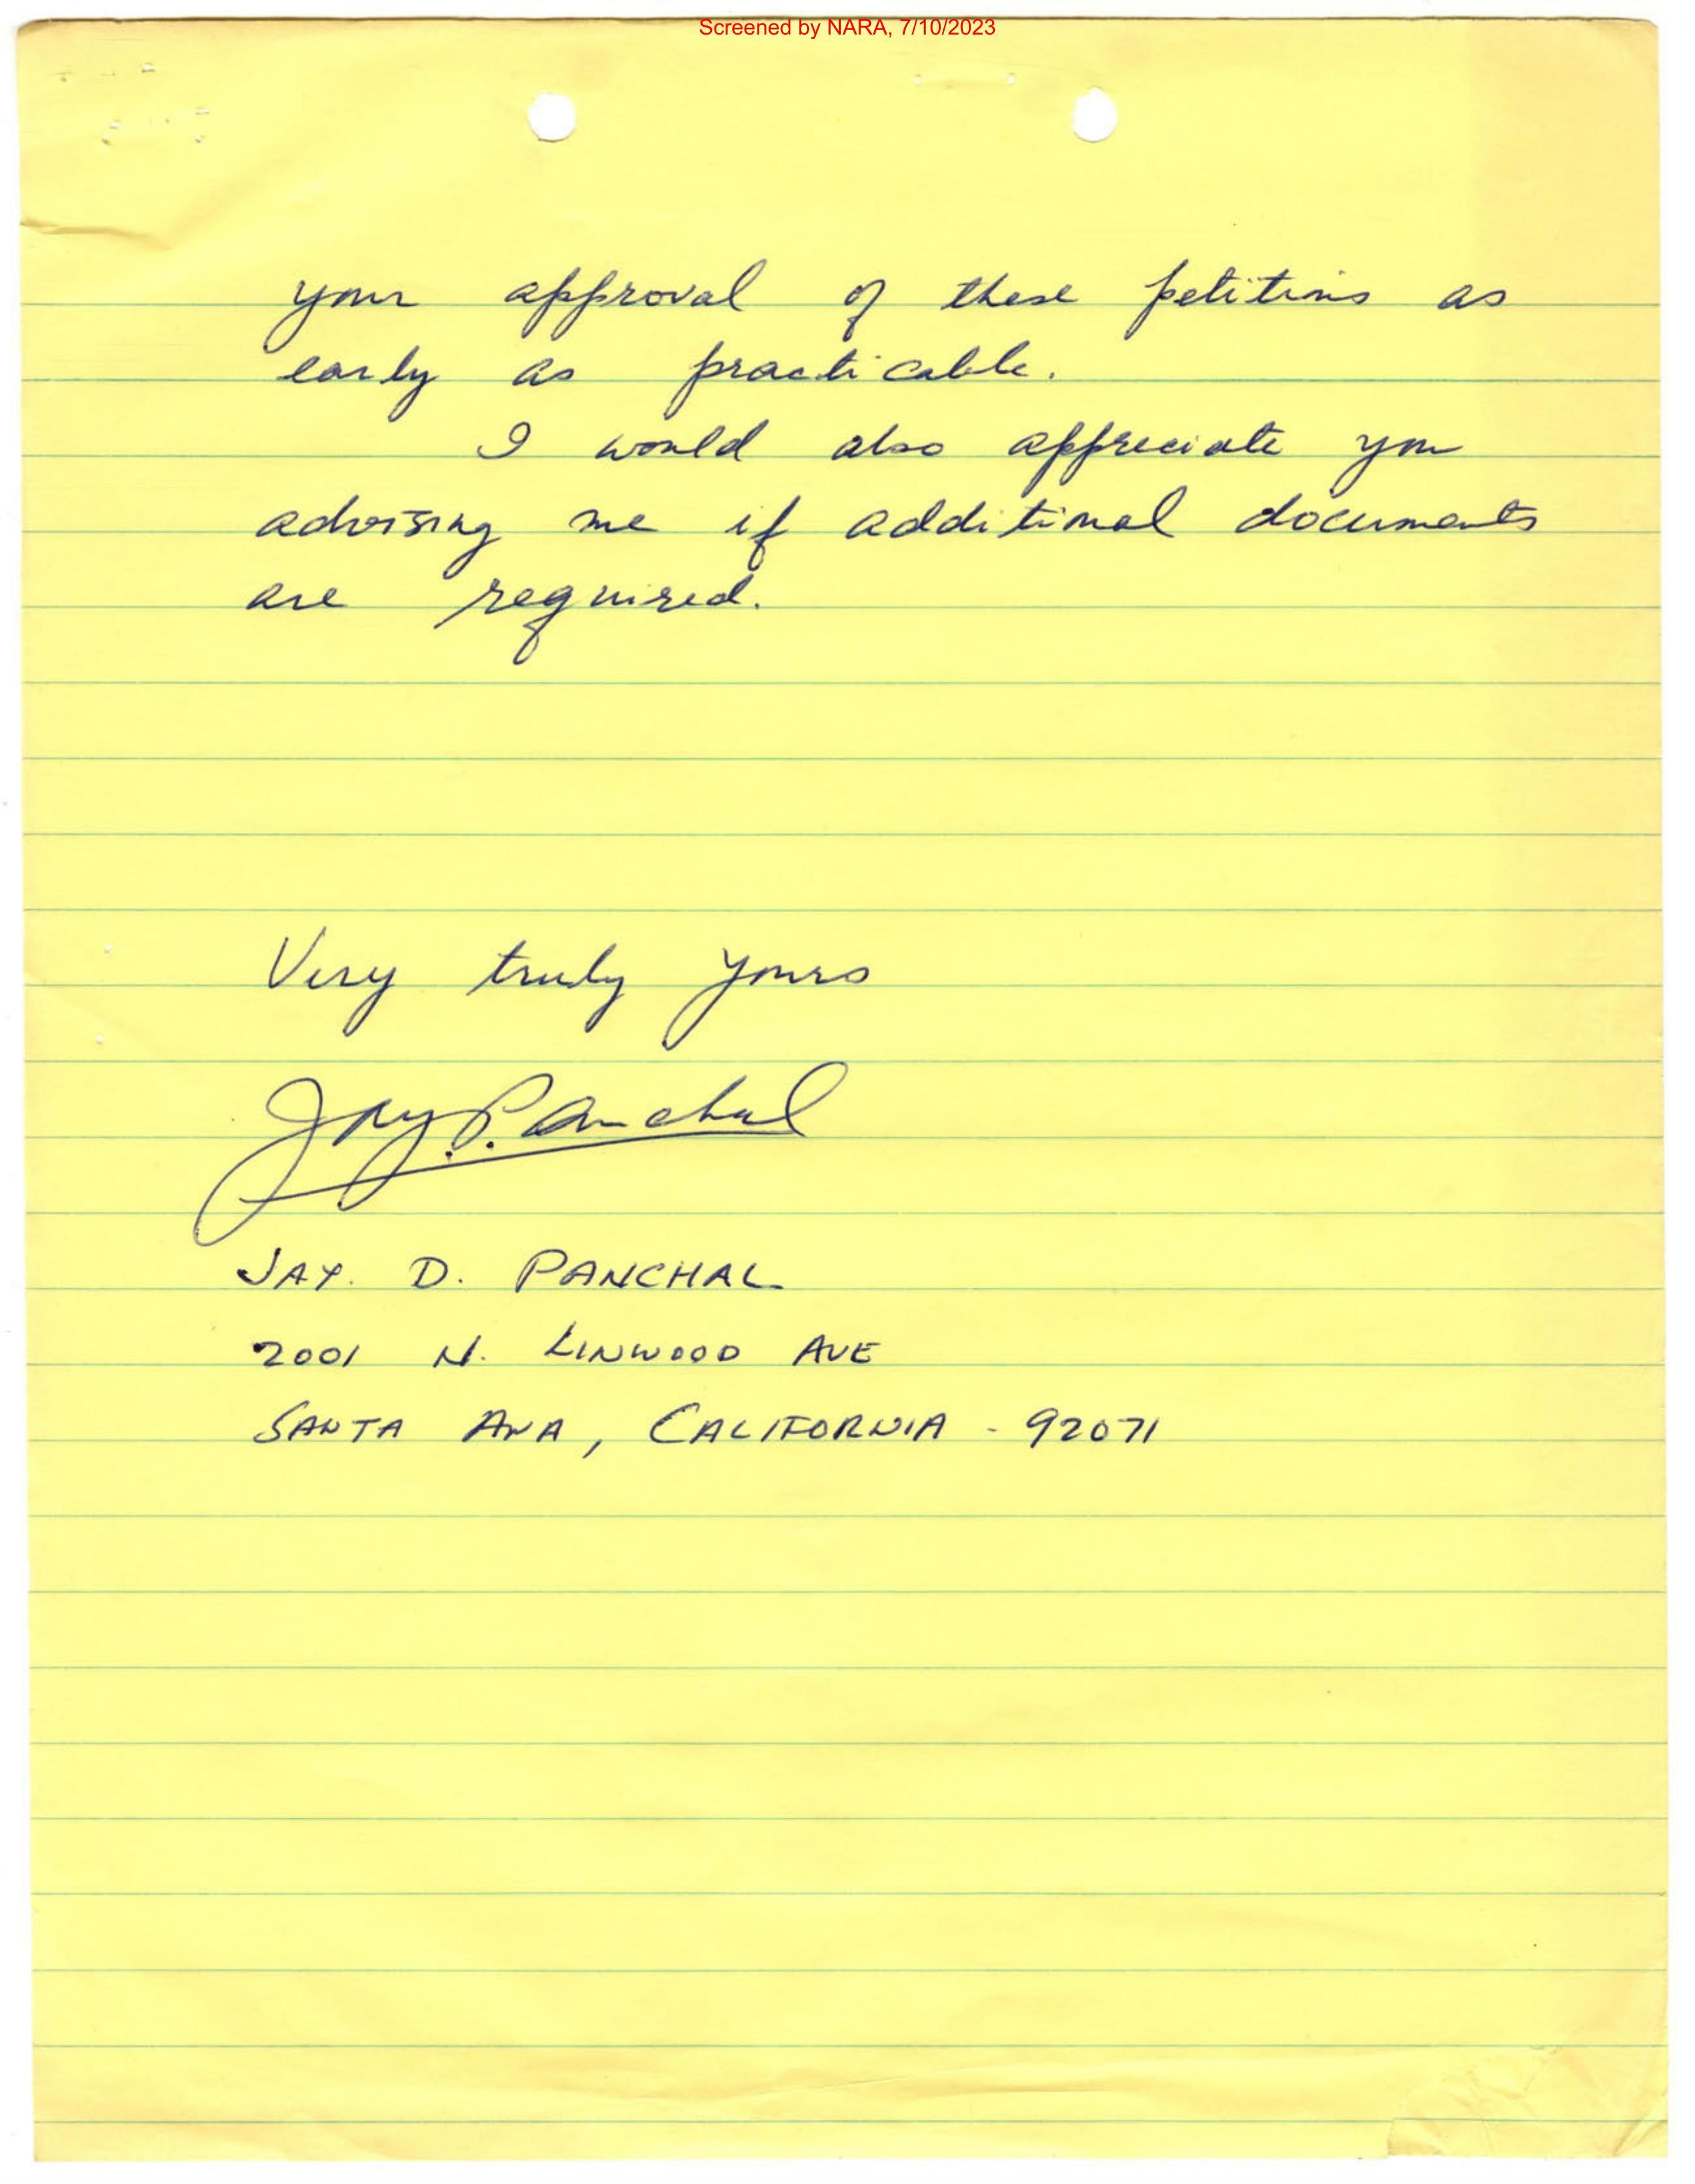 Screened by NARA, 7/10/2023
your approval of these petitions as
early as practicable.
I would also appreciate you
advising me if additional documents
are required.
Very truly yours
Jay D. Panchal
JAY. D. PANCHAL
2001 N. LINWOOD AVE
SANTA ANA, CALIFORNIA - 92071